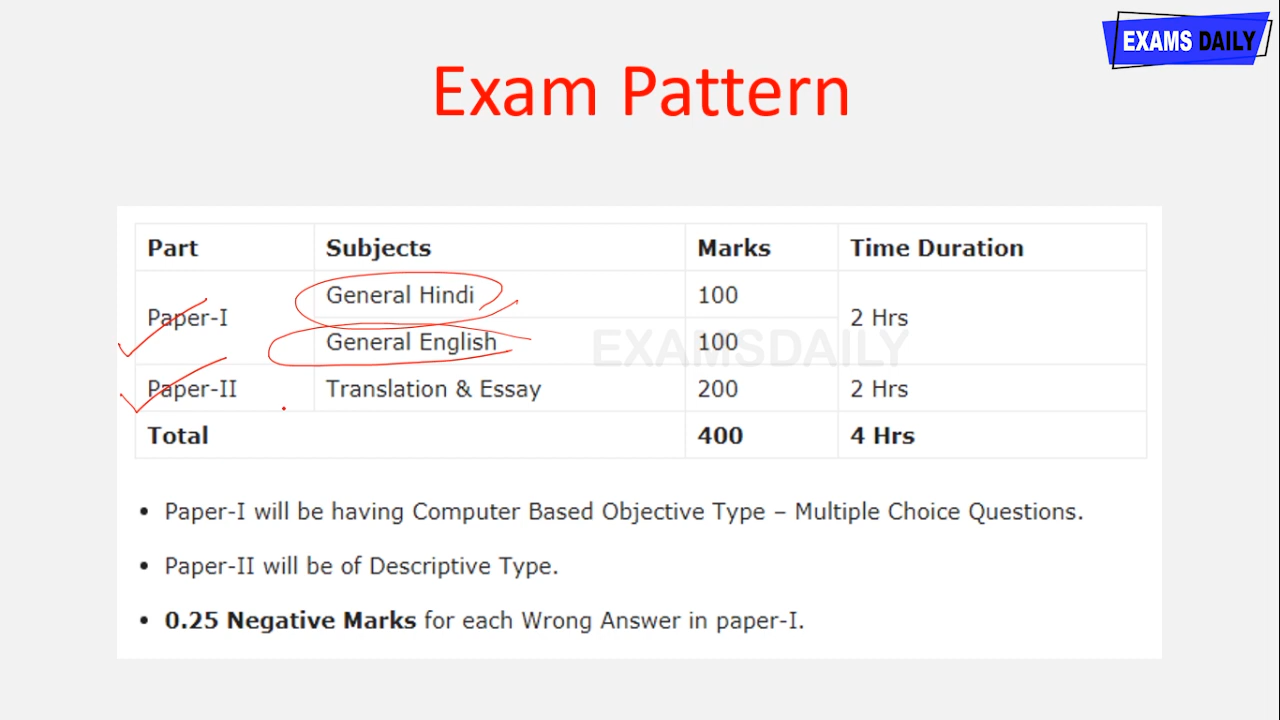 EXAMS DAILY
Exam Pattern
Part Subjects Marks Time Duration
Paper-I General Hindi 100 2 Hrs
General English 100
EXAMSDAILY
Paper-II Translation & Essay 200 2 Hrs
Total 400 4 Hrs
• Paper-I will be having Computer Based Objective Type – Multiple Choice Questions.
• Paper-II will be of Descriptive Type.
• 0.25 Negative Marks for each Wrong Answer in paper-I.